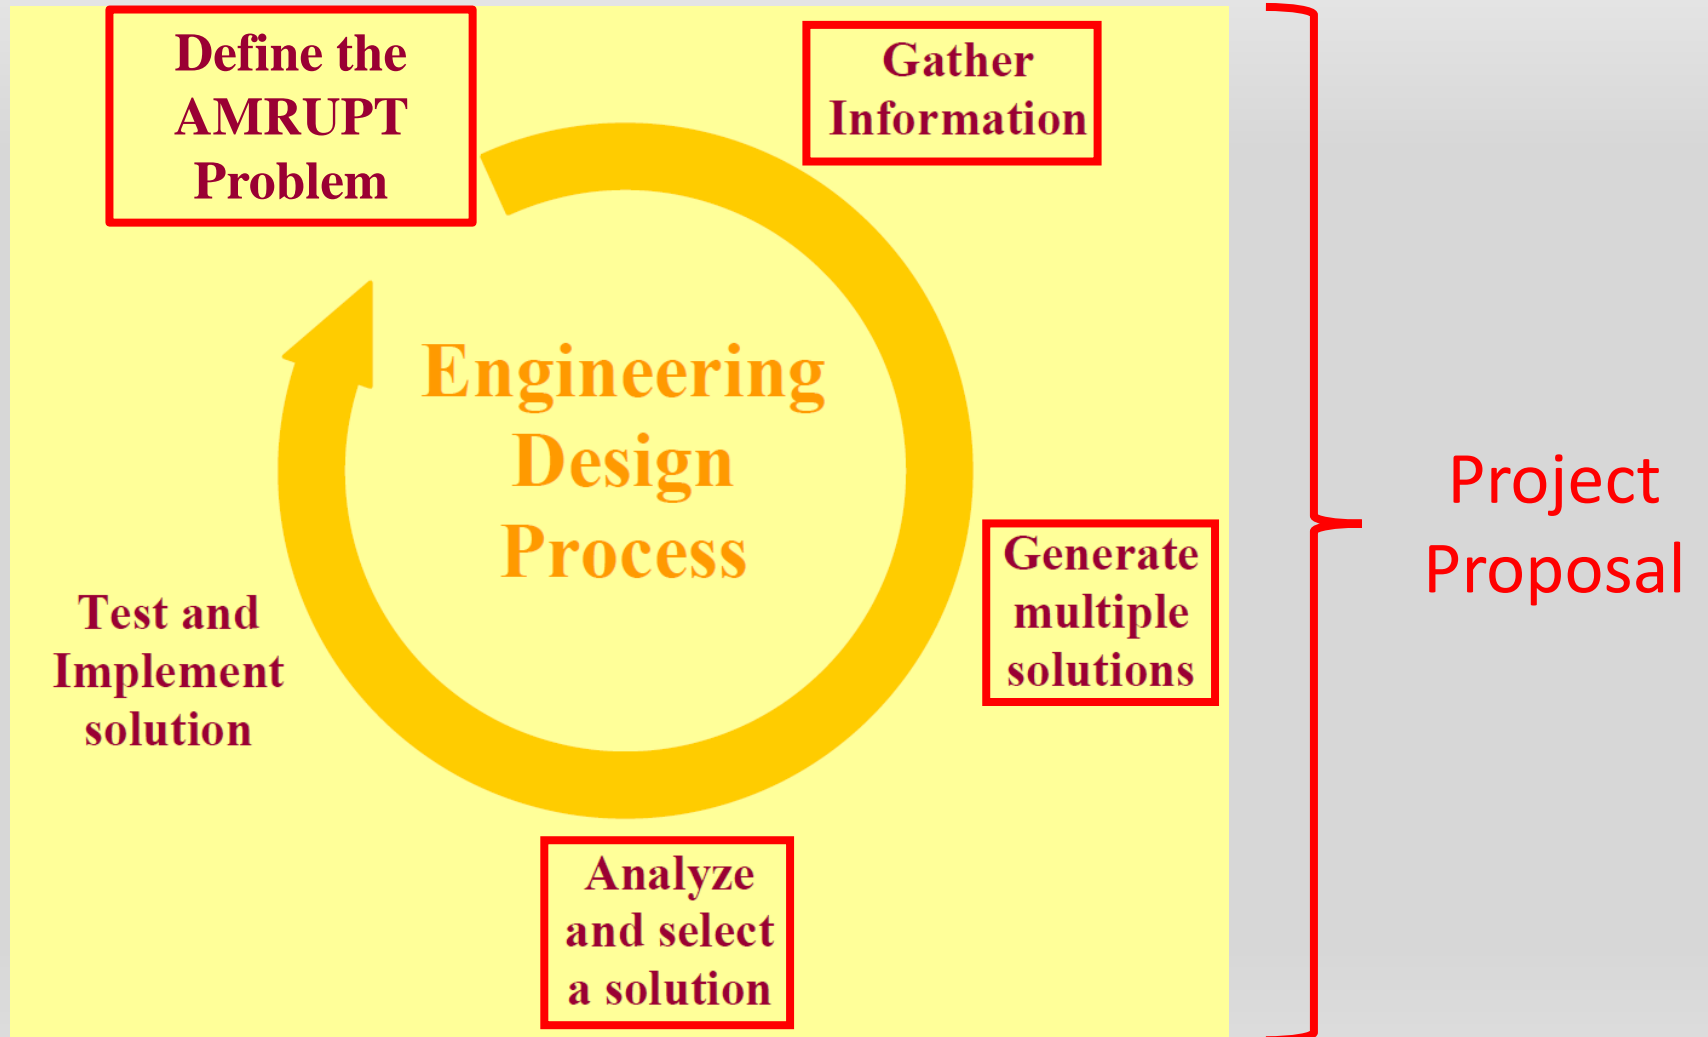 Define the
AMRUPT
Problem
Gather
Information
Engineering
Design
Process
Generate
multiple
solutions
Test and
Implement
solution
Analyze
and select
a solution
Project
Proposal